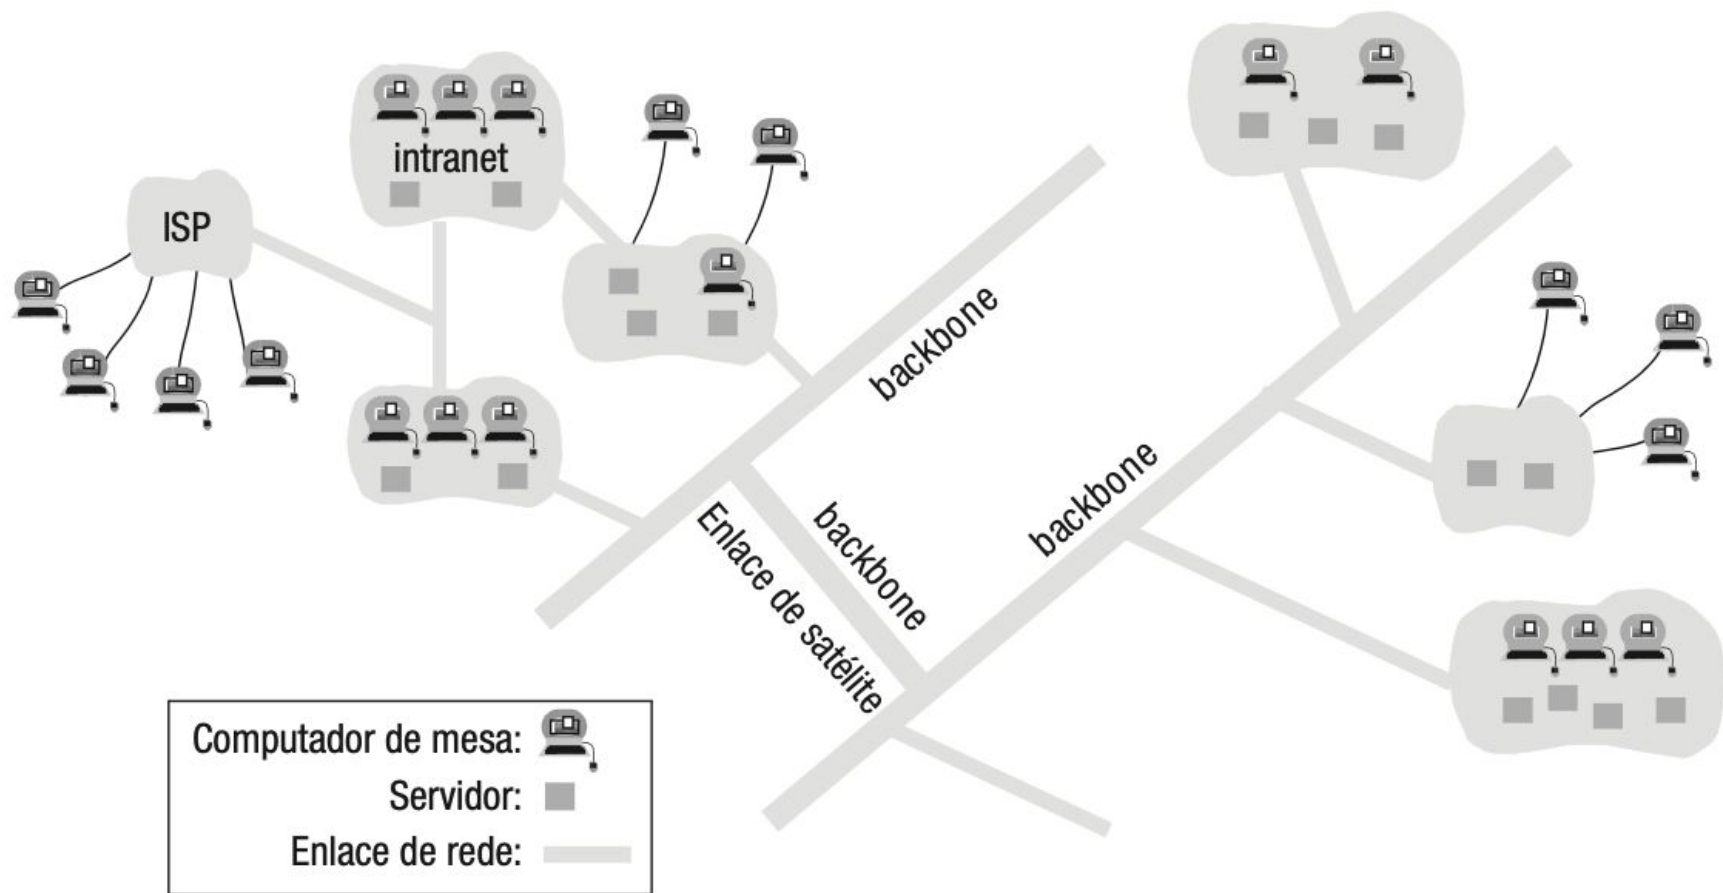 intranet
ISP
backbone
backbone
backbone
Enlace de satélite
Computador de mesa:
Servidor:
Enlace de rede: